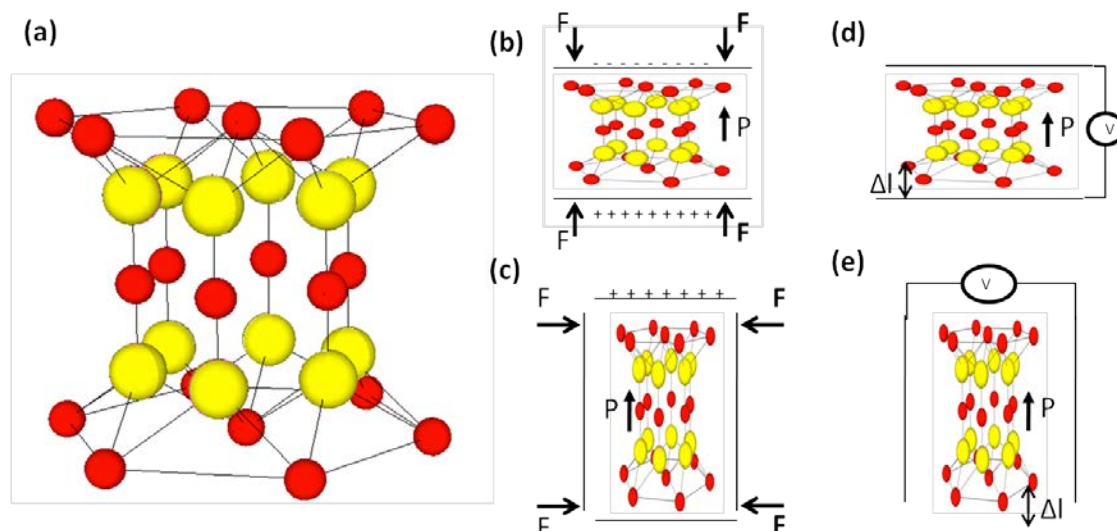 (a)
(b)
F F
- - - - - - - - -
P
F F
+ + + + + + + + +
(c)
+ + + + + + +
F F
P
F F
(d)
V
P
Δl
(e)
V
P
Δl